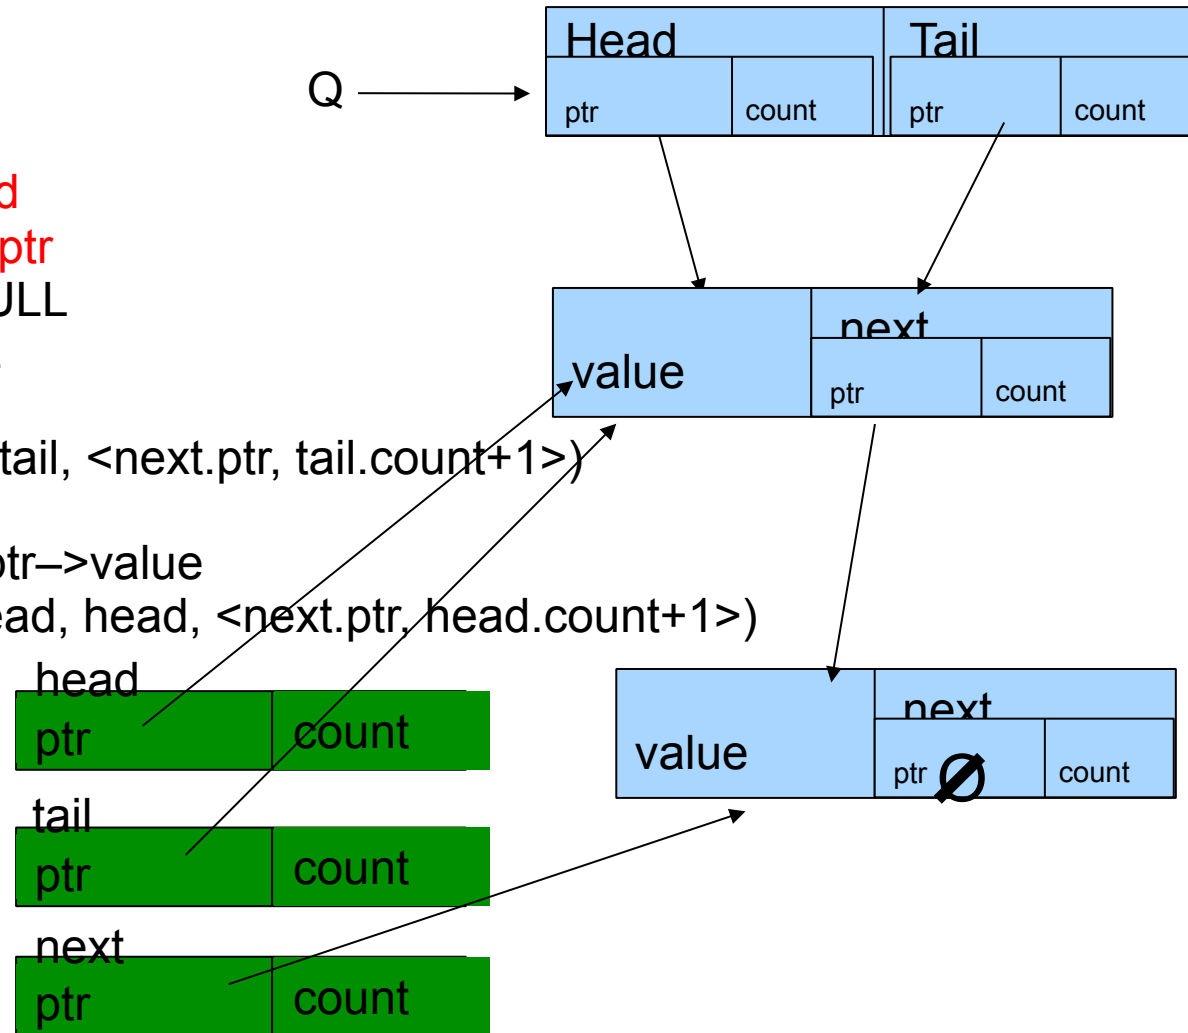 Head Tail
Q ptr count ptr count
d
ptr
ULL
next
value ptr count
tail, <next.ptr, tail.count+1>)
ptr–>value
ead, head, <next.ptr, head.count+1>)
head
ptr count
next
value ptr Ø count
tail
ptr count
next
ptr count